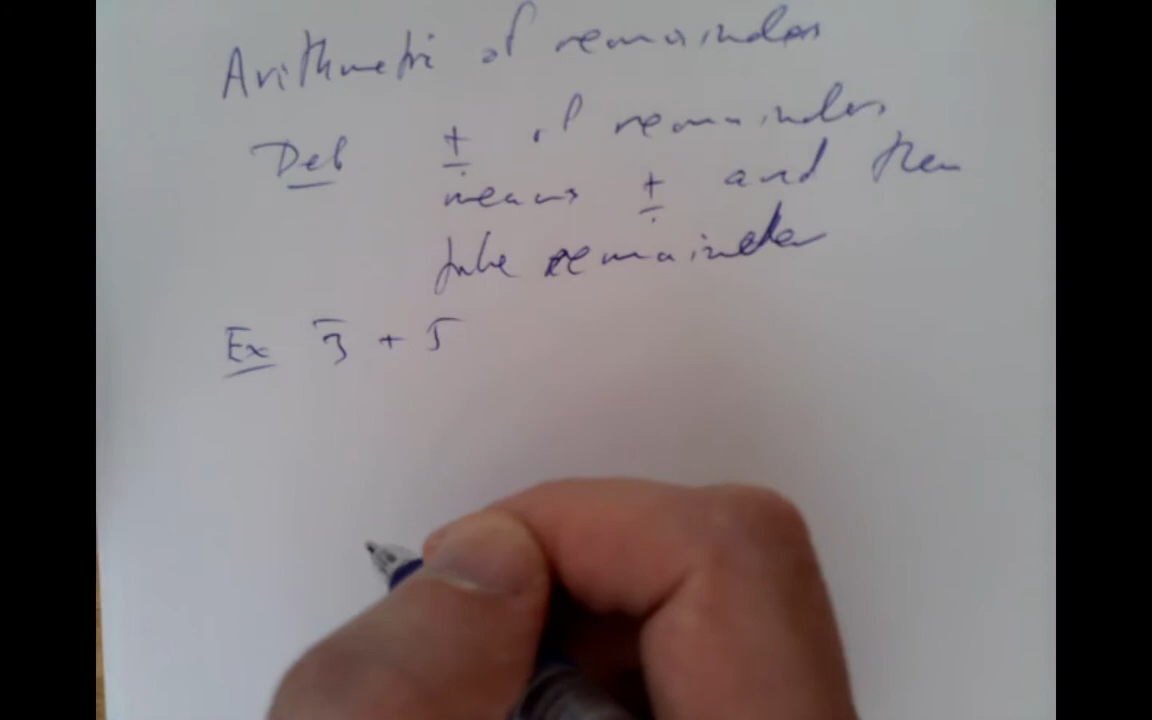 Arithmetic of remainders
Def ± of remainders
means ± and then
take remainder
Ex 3̅ + 5̅